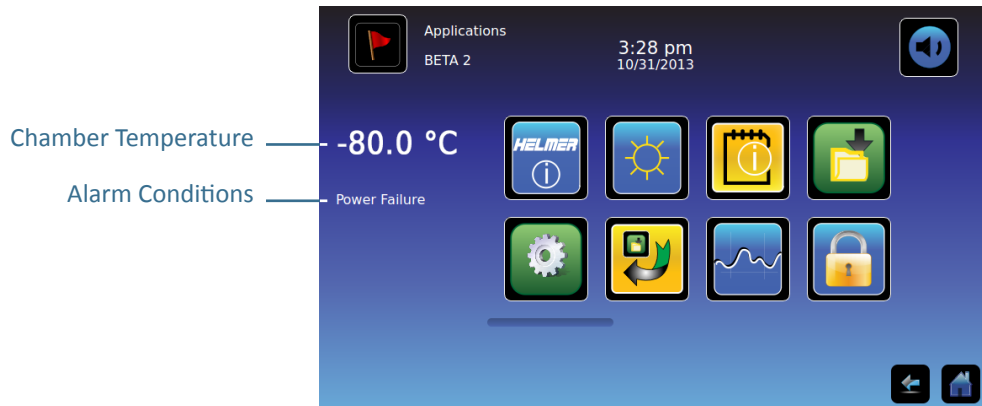 Applications
BETA 2
3:28 pm
10/31/2013
Chamber Temperature
-80.0 °C
Alarm Conditions
Power Failure
HELMER
i
i